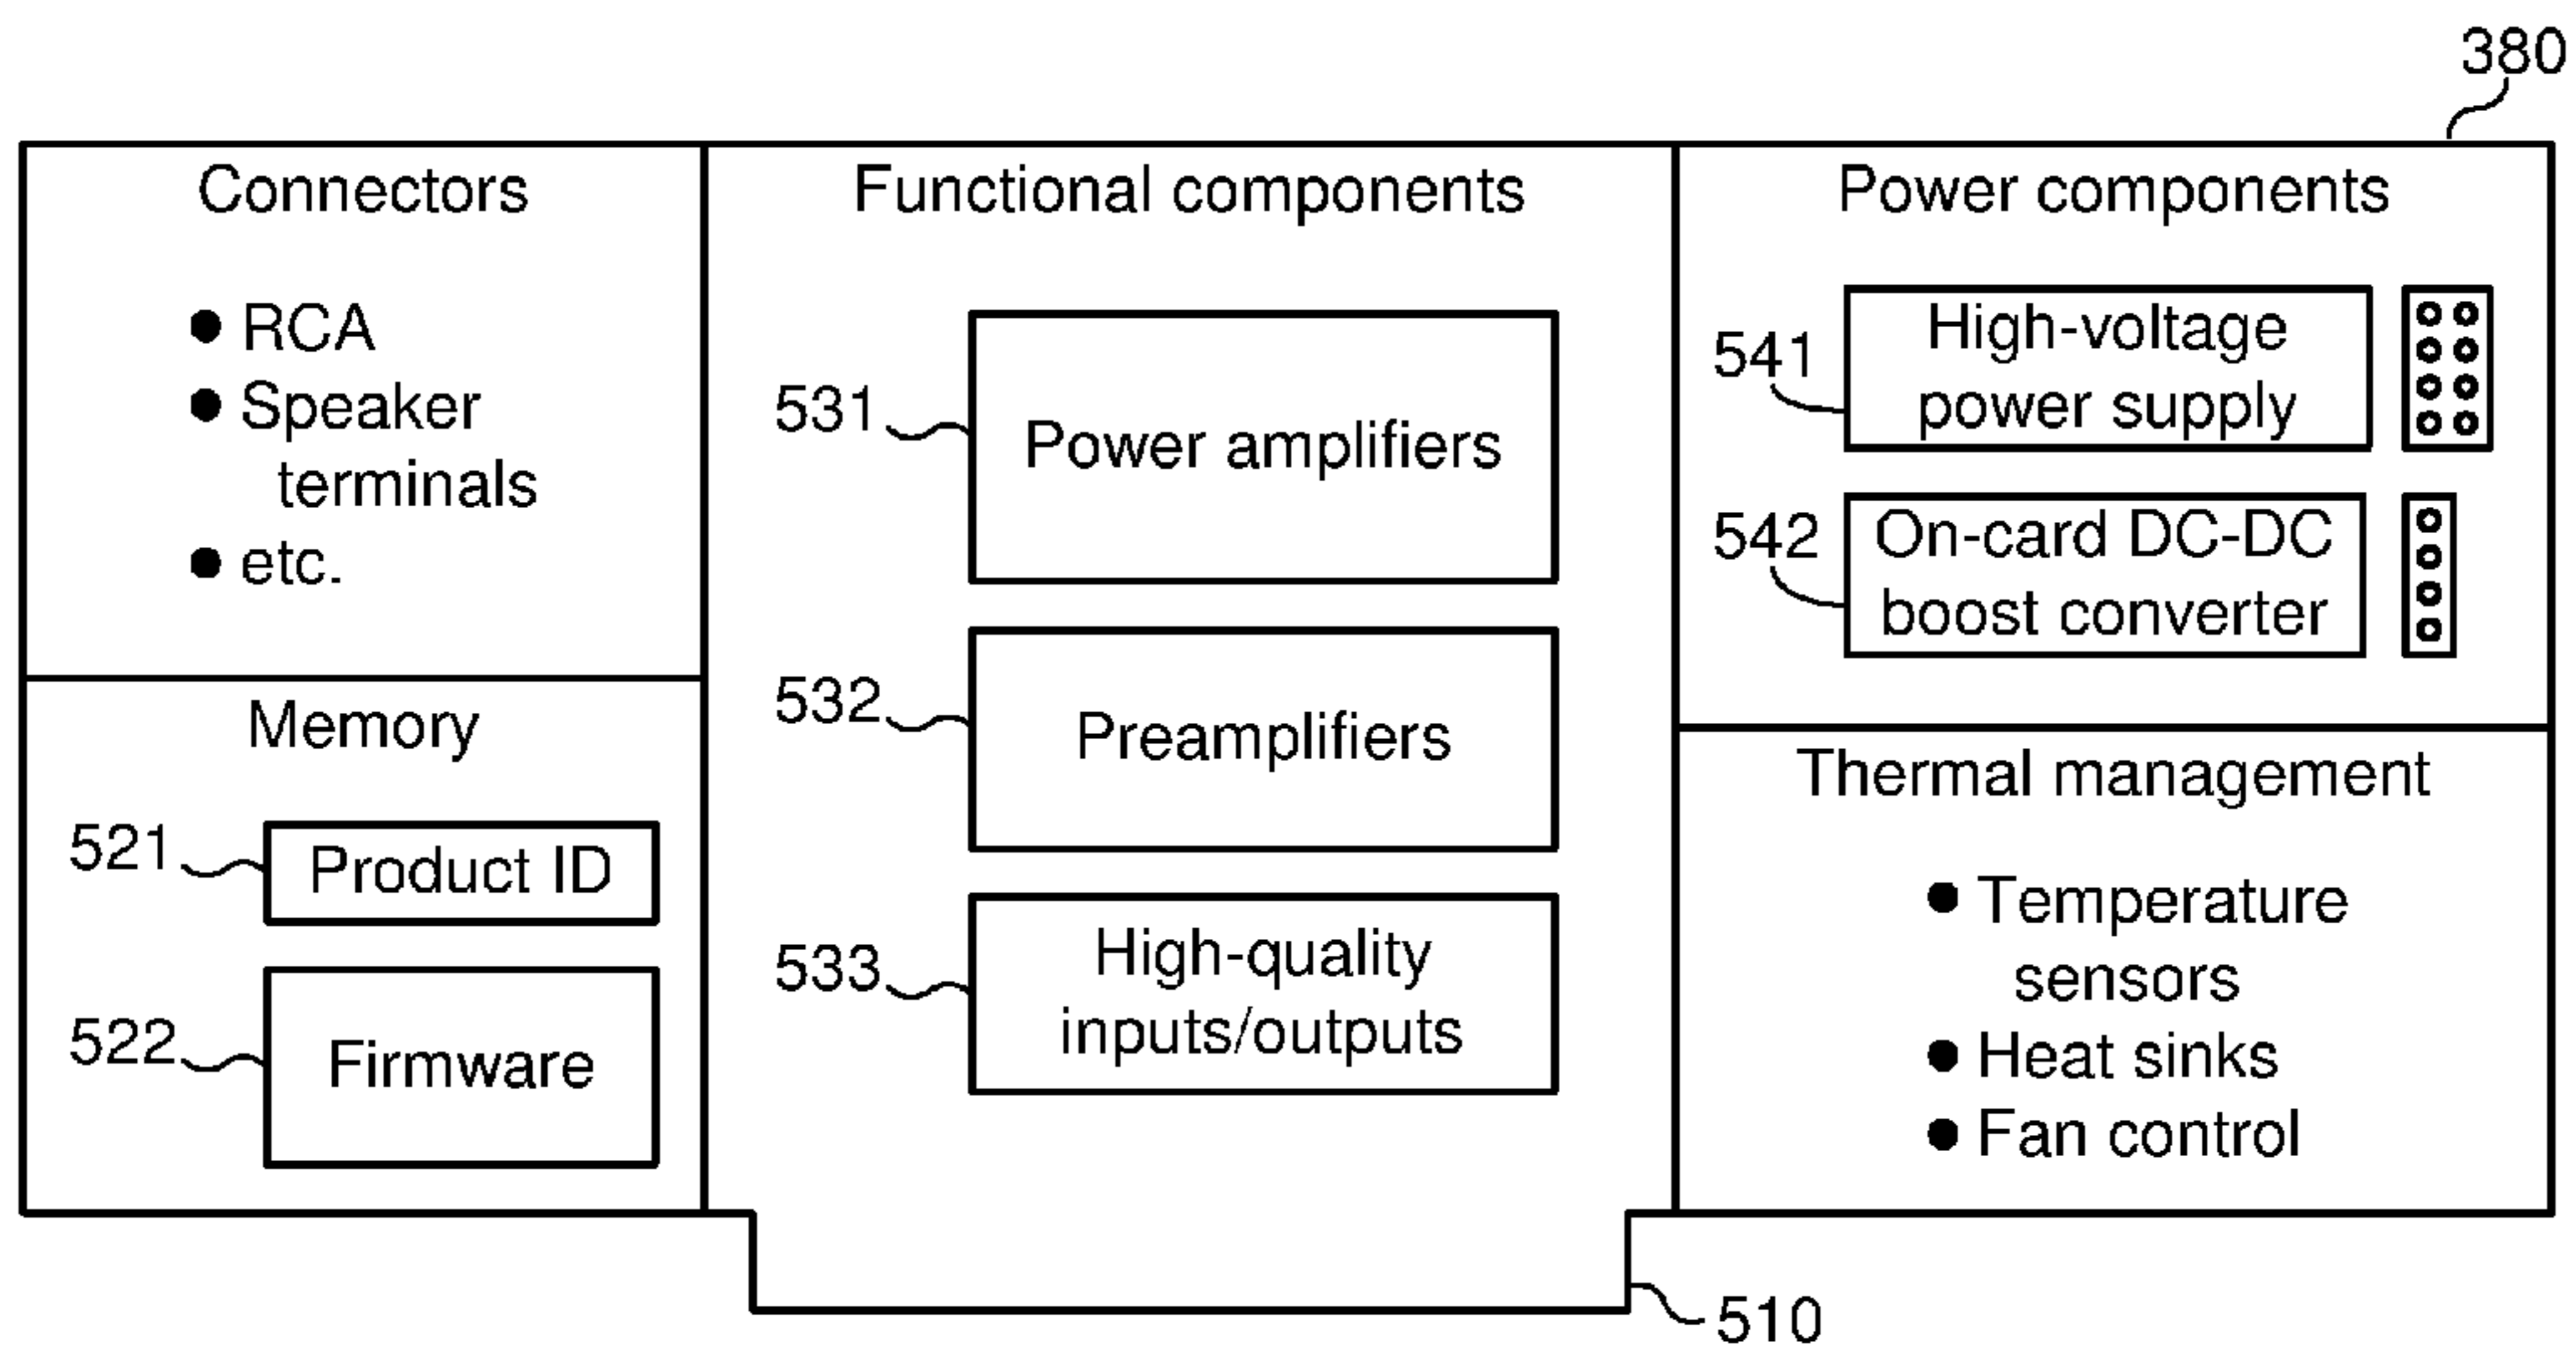 380
Connectors
● RCA
● Speaker
terminals
● etc.
Memory
521
Product ID
522
Firmware
Functional components
531
Power amplifiers
532
Preamplifiers
533
High-quality
inputs/outputs
Power components
541
High-voltage
power supply
542
On-card DC-DC
boost converter
Thermal management
● Temperature
sensors
● Heat sinks
● Fan control
510